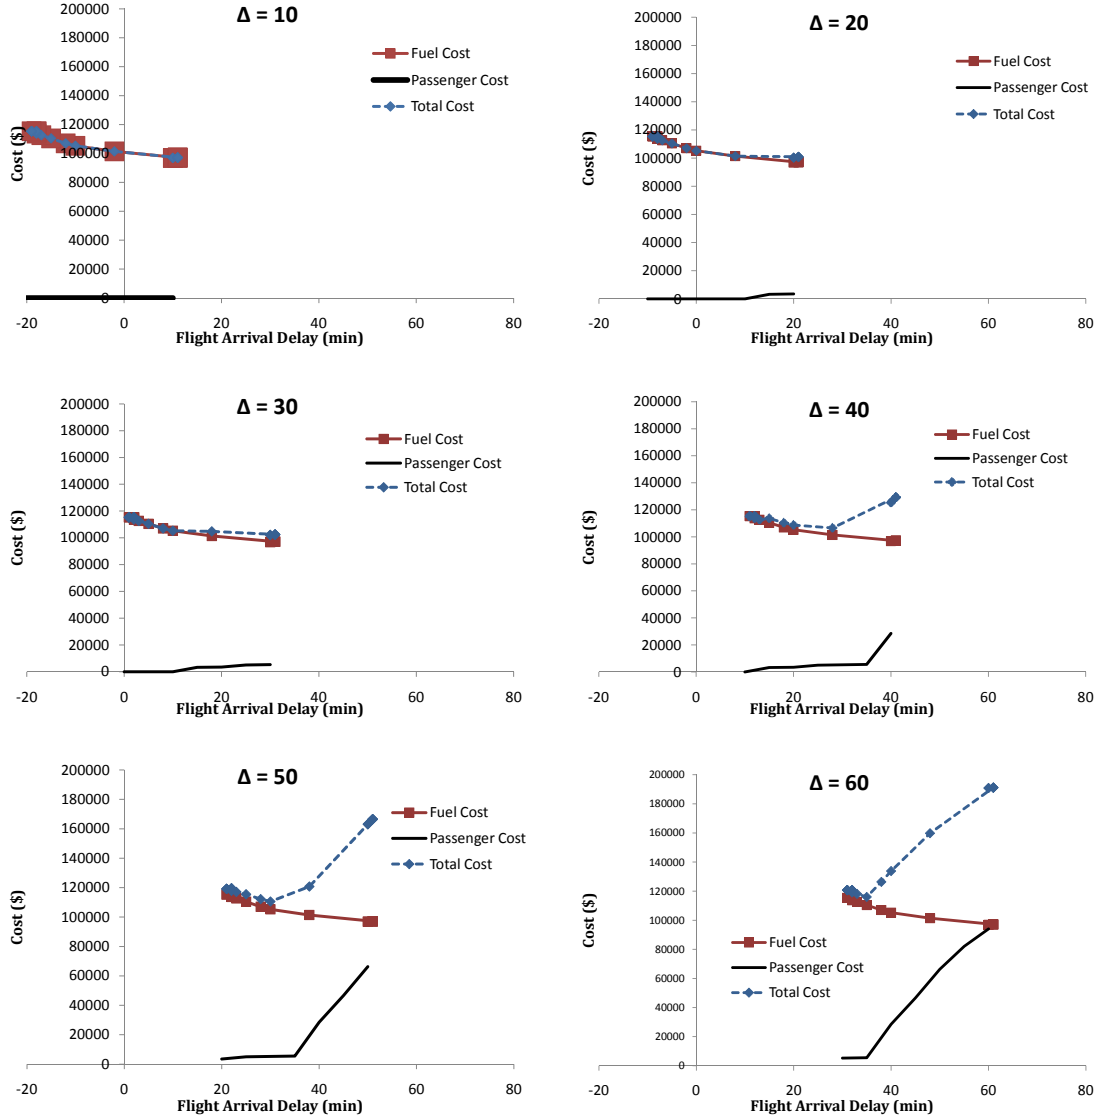 Δ = 10
200000
180000
160000
140000
120000
100000
80000
60000
40000
20000
0
-20 0 20 40 60 80
Cost ($)
Flight Arrival Delay (min)
Fuel Cost
Passenger Cost
Total Cost
Δ = 20
200000
180000
160000
140000
120000
100000
80000
60000
40000
20000
0
-20 0 20 40 60 80
Cost ($)
Flight Arrival Delay (min)
Fuel Cost
Passenger Cost
Total Cost
Δ = 30
200000
180000
160000
140000
120000
100000
80000
60000
40000
20000
0
-20 0 20 40 60 80
Cost ($)
Flight Arrival Delay (min)
Fuel Cost
Passenger Cost
Total Cost
Δ = 40
200000
180000
160000
140000
120000
100000
80000
60000
40000
20000
0
-20 0 20 40 60 80
Cost ($)
Flight Arrival Delay (min)
Fuel Cost
Passenger Cost
Total Cost
Δ = 50
200000
180000
160000
140000
120000
100000
80000
60000
40000
20000
0
-20 0 20 40 60 80
Cost ($)
Flight Arrival Delay (min)
Fuel Cost
Passenger Cost
Total Cost
Δ = 60
200000
180000
160000
140000
120000
100000
80000
60000
40000
20000
0
-20 0 20 40 60 80
Cost ($)
Flight Arrival Delay (min)
Fuel Cost
Passenger Cost
Total Cost